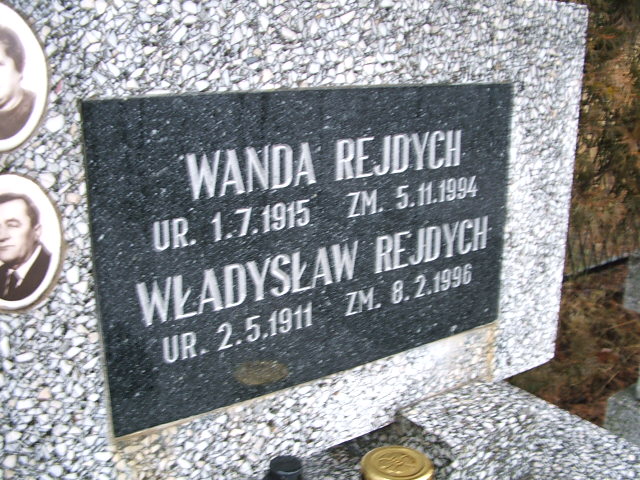 WANDA REJDYCH
UR. 1.7.1915 ZM. 5.11.1994
WŁADYSŁAW REJDYCH
UR. 2.5.1911 ZM. 8.2.1996